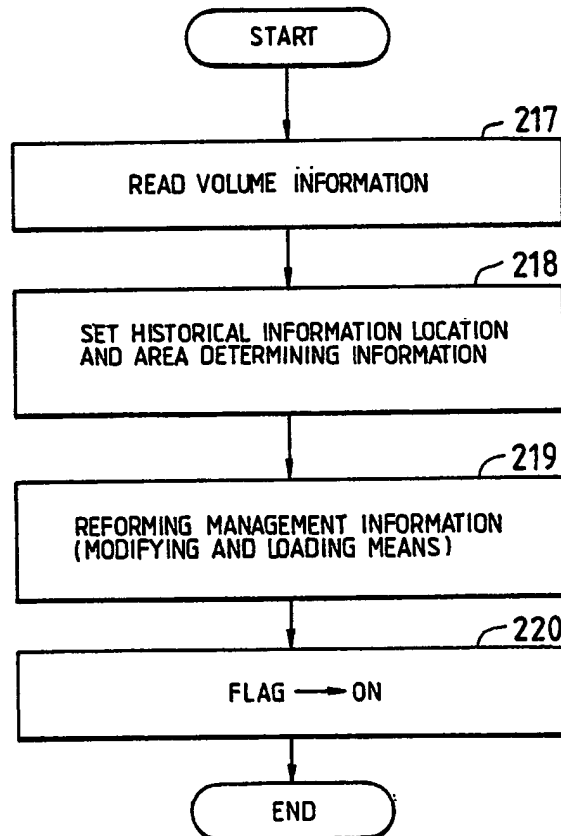 START
217
READ VOLUME INFORMATION
218
SET HISTORICAL INFORMATION LOCATION
AND AREA DETERMINING INFORMATION
219
REFORMING MANAGEMENT INFORMATION
(MODIFYING AND LOADING MEANS)
220
FLAG → ON
END